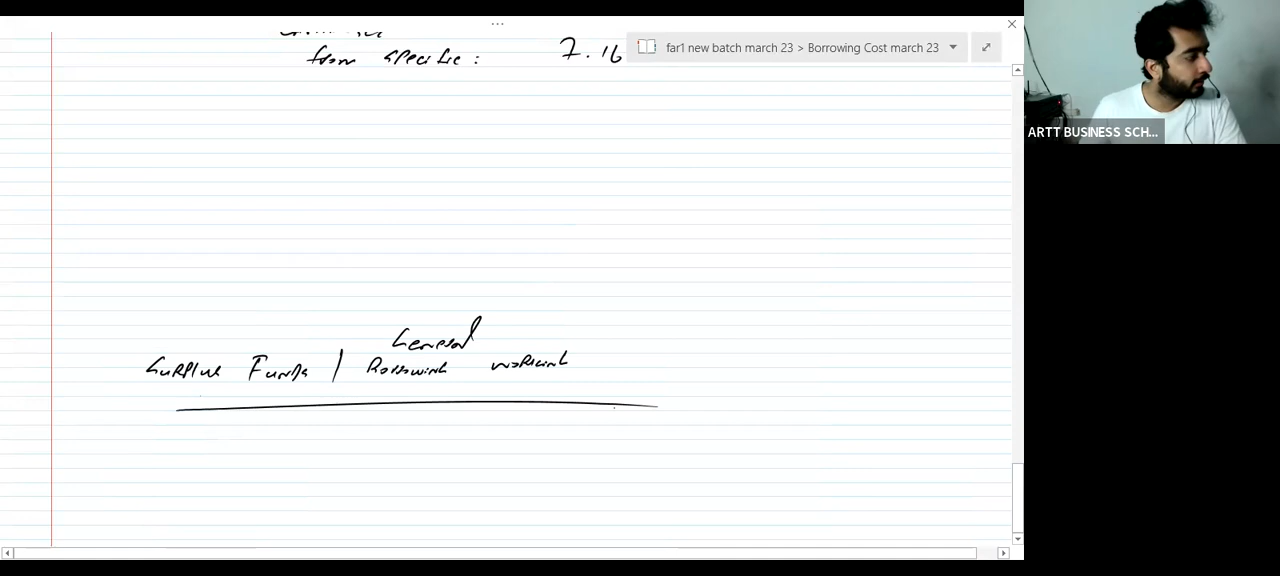 from specific : 7.16
far1 new batch march 23 > Borrowing Cost march 23
ARTT BUSINESS SCH...
General
Surplus Funds / Borrowing working